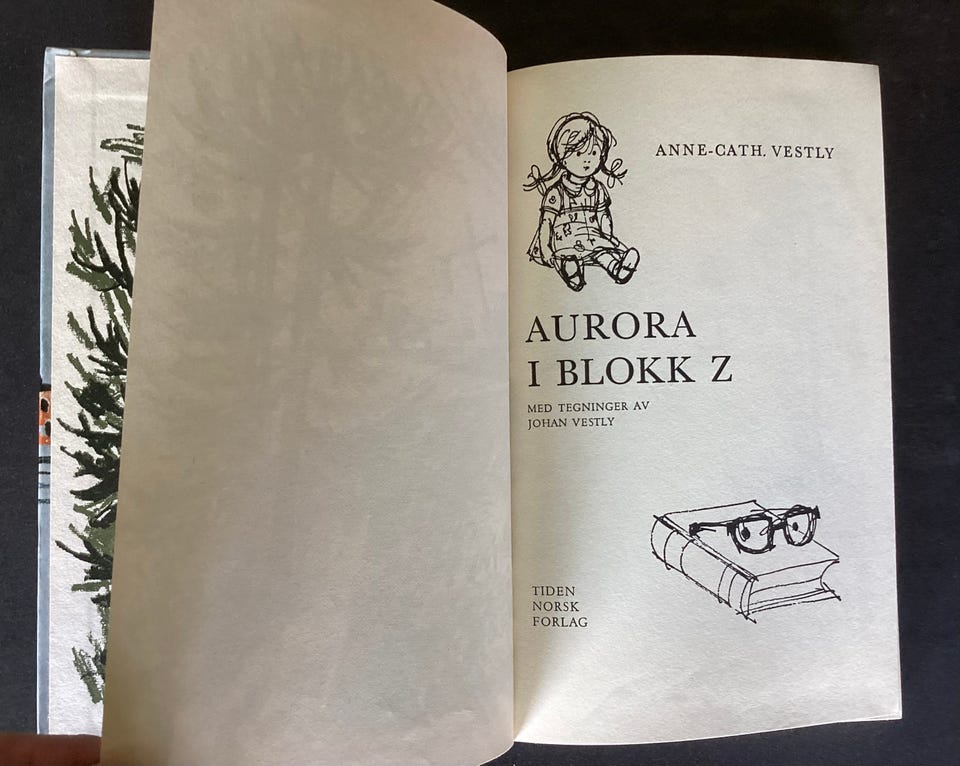 ANNE-CATH. VESTLY
AURORA
I BLOKK Z
MED TEGNINGER AV
JOHAN VESTLY
TIDEN
NORSK
FORLAG